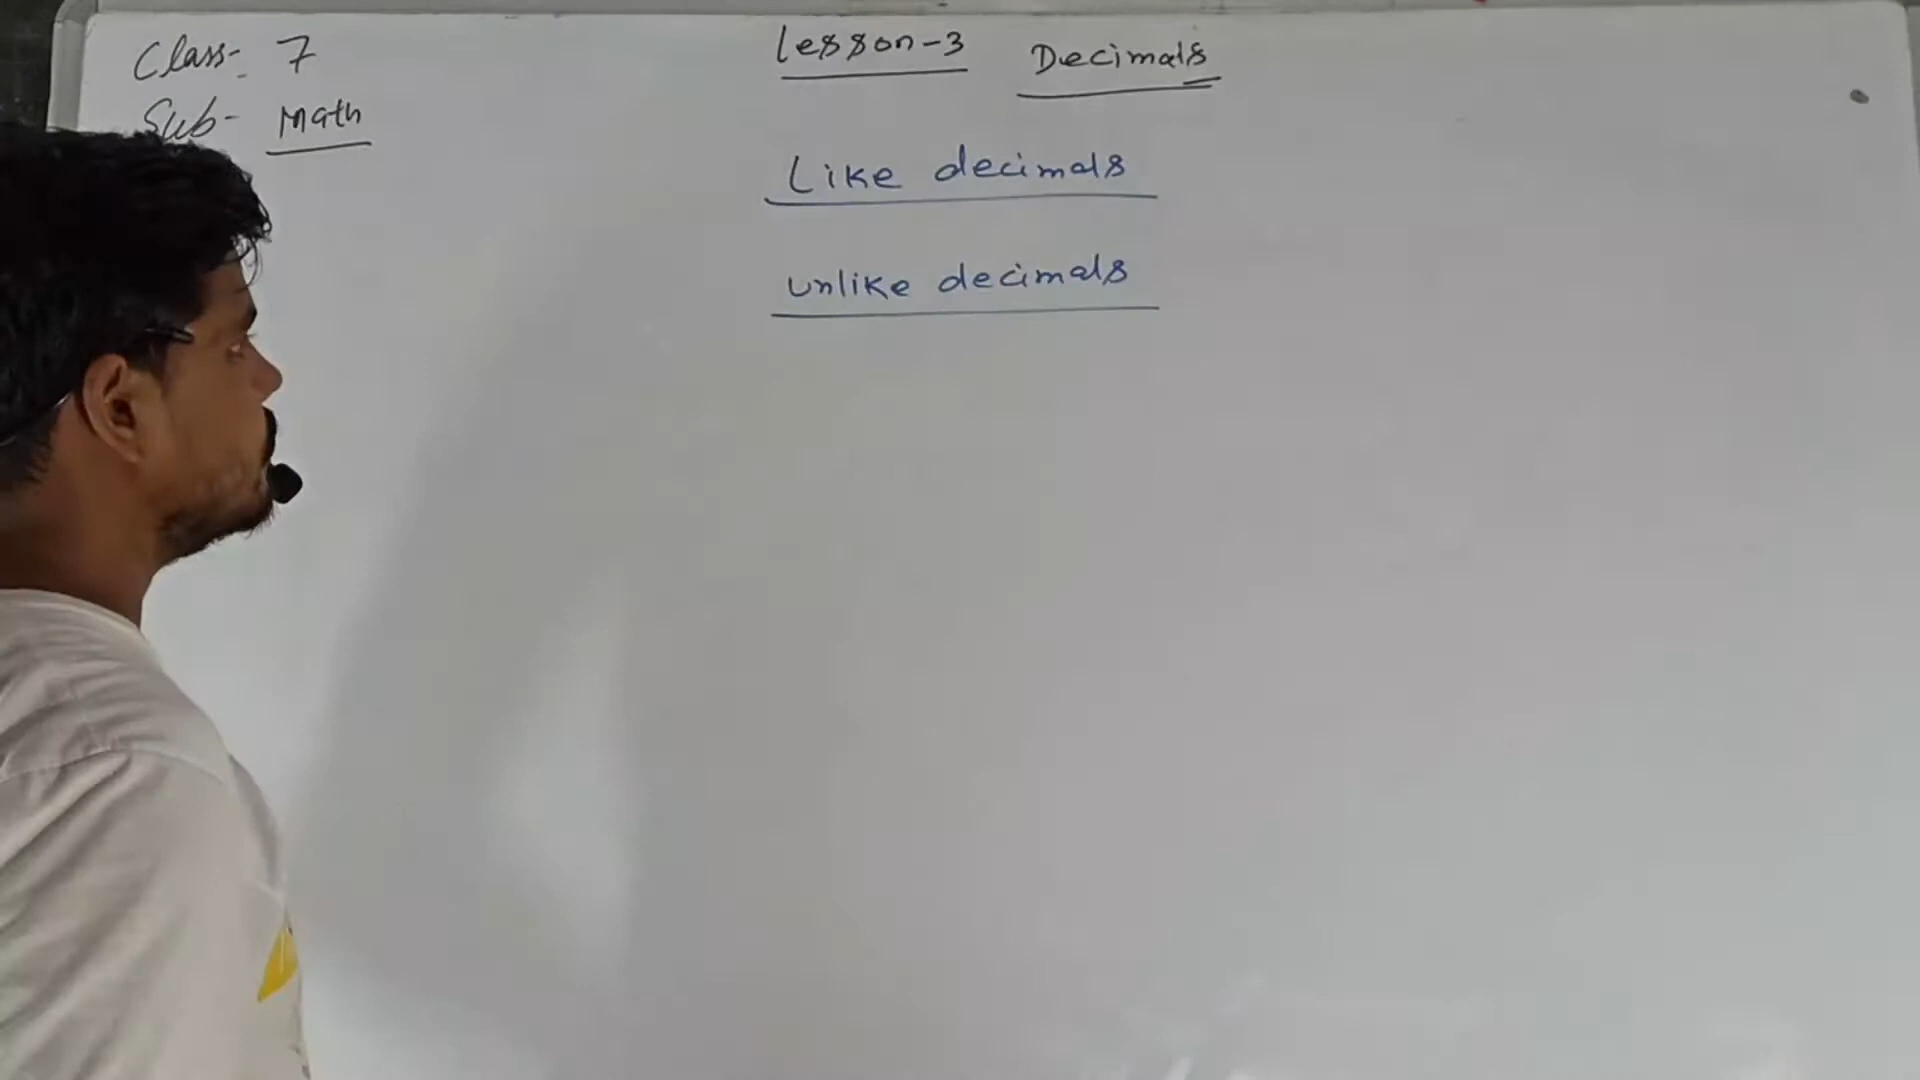 Class- 7
Sub- Math
Lesson-3 Decimals
Like decimals
unlike decimals